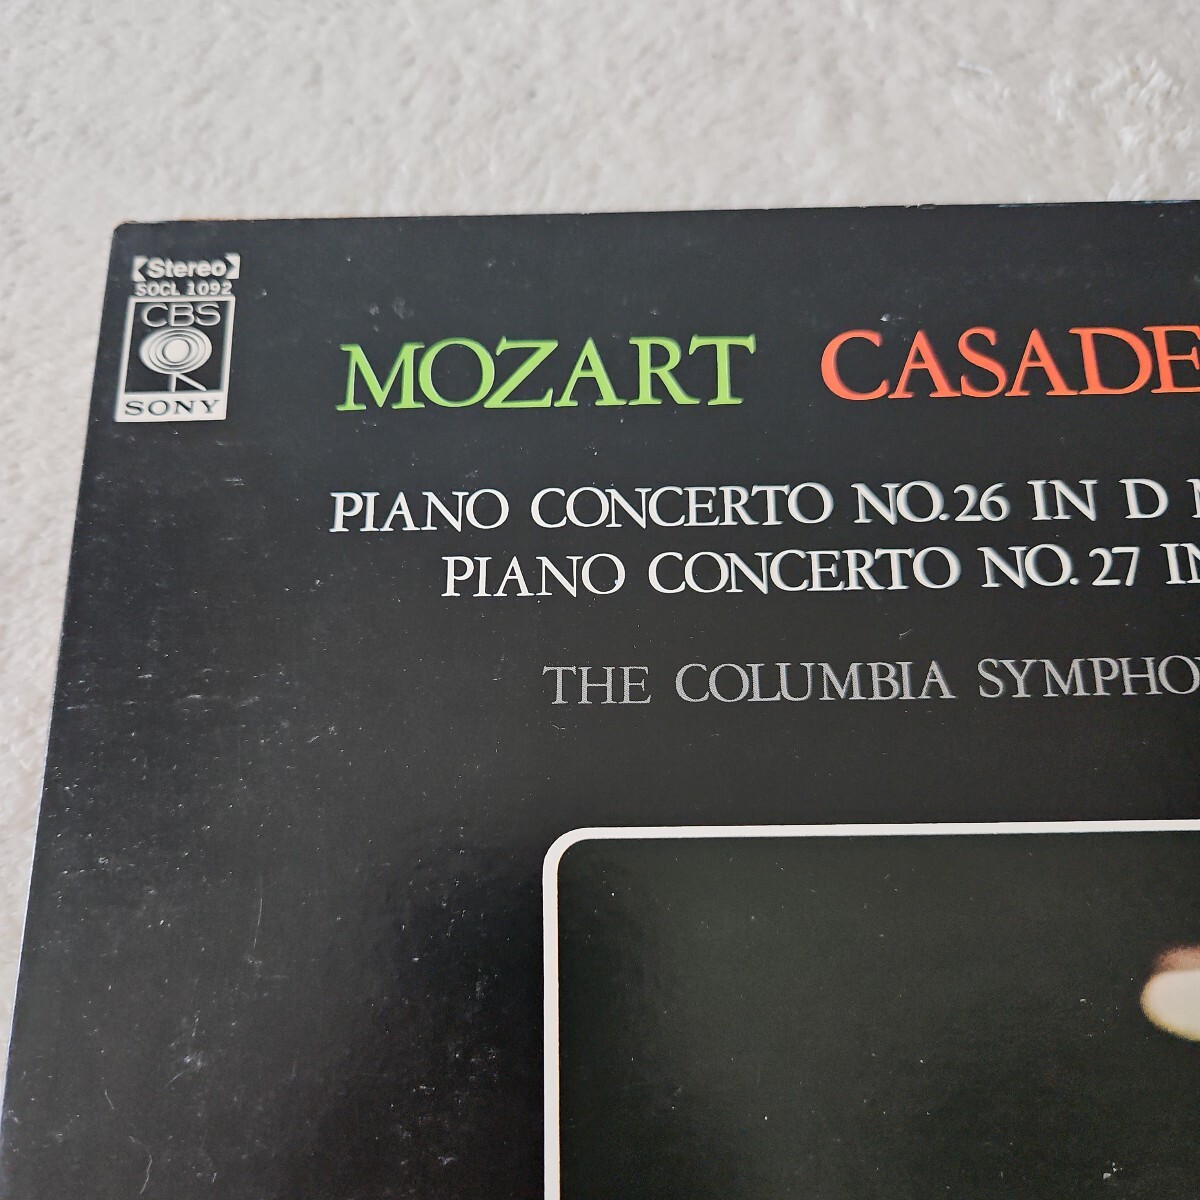 Stereo
SOCL 1092
CBS
SONY
MOZART CASADE
PIANO CONCERTO NO.26 IN D
PIANO CONCERTO NO. 27 IN
THE COLUMBIA SYMPHO